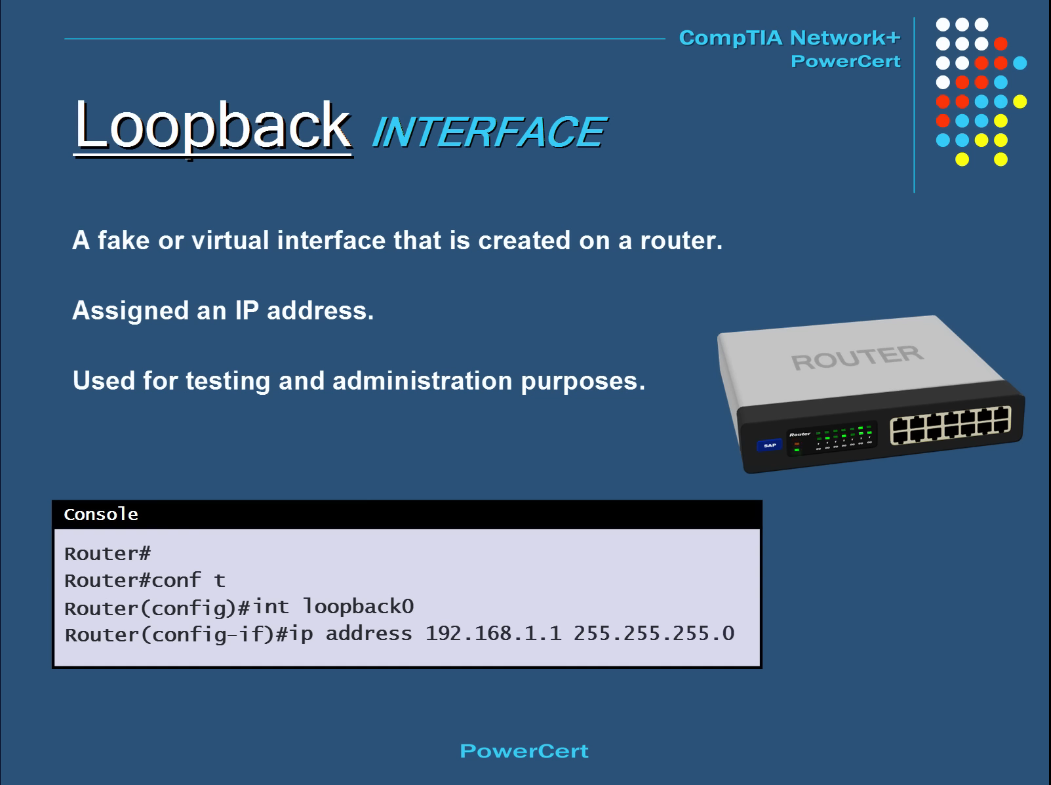 CompTIA Network+
PowerCert
Loopback INTERFACE
A fake or virtual interface that is created on a router.
Assigned an IP address.
Used for testing and administration purposes.
ROUTER
Router
SAP
Console
Router#
Router#conf t
Router(config)#int loopback0
Router(config-if)#ip address 192.168.1.1 255.255.255.0
PowerCert